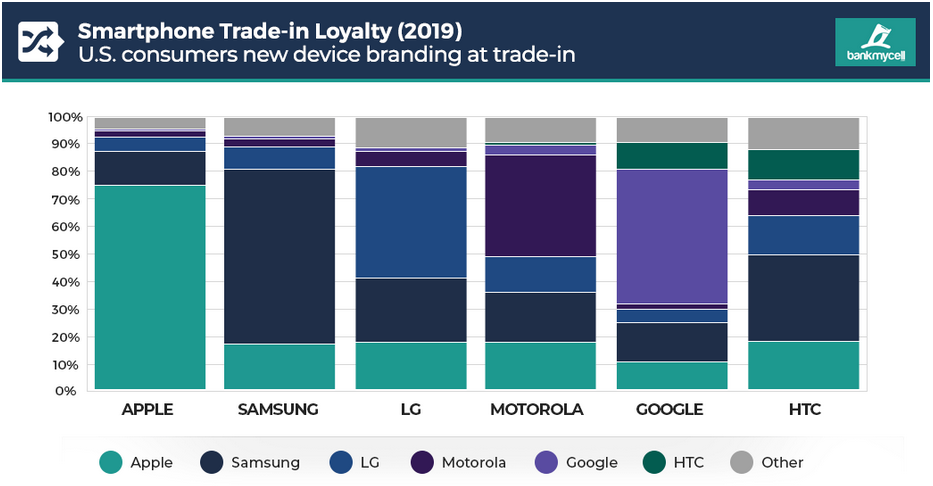 Smartphone Trade-in Loyalty (2019)
U.S. consumers new device branding at trade-in
bankmycell
100%
90%
80%
70%
60%
50%
40%
30%
20%
10%
0%
APPLE SAMSUNG LG MOTOROLA GOOGLE HTC
Apple Samsung LG Motorola Google HTC Other